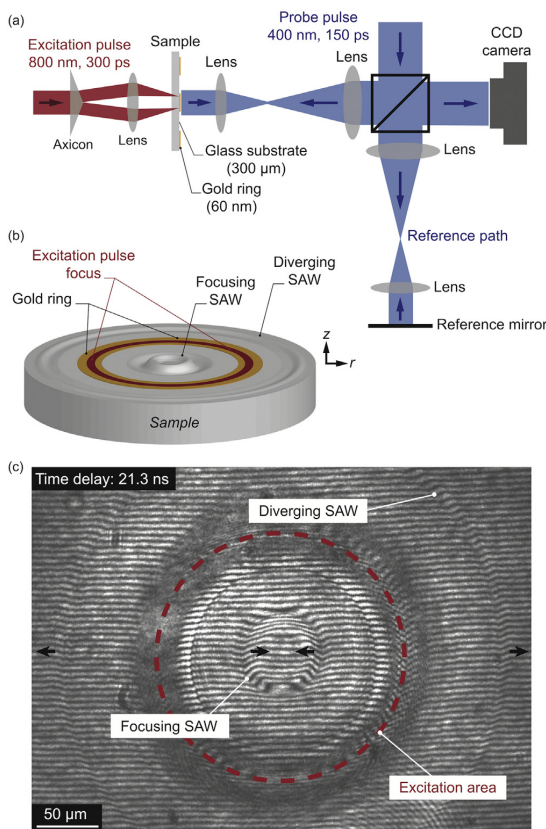 (a)
Excitation pulse
800 nm, 300 ps
Sample
Lens
Probe pulse
400 nm, 150 ps
CCD
camera
Axicon
Lens
Glass substrate
(300 µm)
Gold ring
(60 nm)
Lens
Reference path
Lens
Reference mirror
(b)
Excitation pulse
focus
Gold ring
Focusing
SAW
Diverging
SAW
z
r
Sample
(c)
Time delay: 21.3 ns
Diverging SAW
Focusing SAW
Excitation area
50 µm